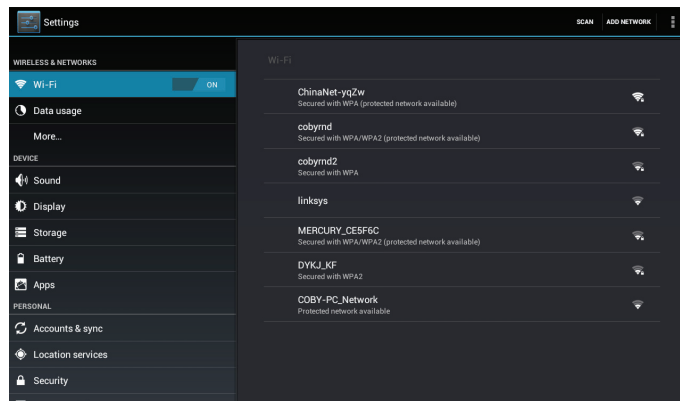 Settings
SCAN
ADD NETWORK
WIRELESS & NETWORKS
Wi-Fi
ON
Data usage
More...
DEVICE
Sound
Display
Storage
Battery
Apps
PERSONAL
Accounts & sync
Location services
Security
Wi-Fi
ChinaNet-yqZw
Secured with WPA (protected network available)
cobyrnd
Secured with WPA/WPA2 (protected network available)
cobyrnd2
Secured with WPA
linksys
MERCURY_CE5F6C
Secured with WPA/WPA2 (protected network available)
DYKJ_KF
Secured with WPA2
COBY-PC_Network
Protected network available